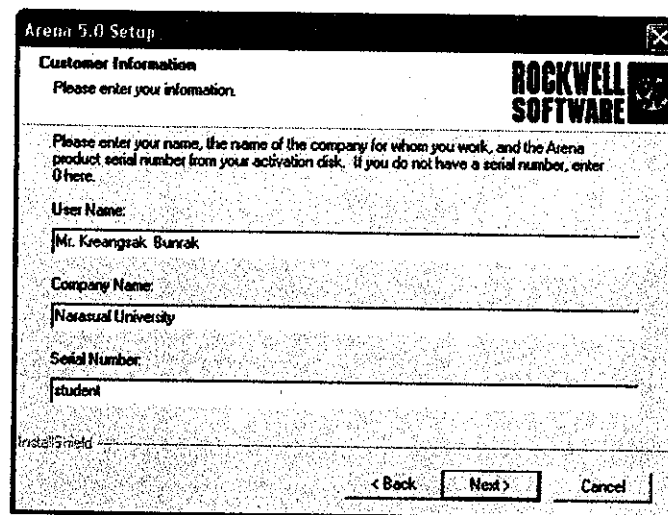 Arena 5.0 Setup
Customer Information
Please enter your information.
ROCKWELL
SOFTWARE
Please enter your name, the name of the company for whom you work, and the Arena
product serial number from your activation disk. If you do not have a serial number, enter
0 here.
User Name:
Mr. Kreangsak Bunrak
Company Name:
Narasual University
Serial Number:
student
InstallShield
< Back
Next >
Cancel